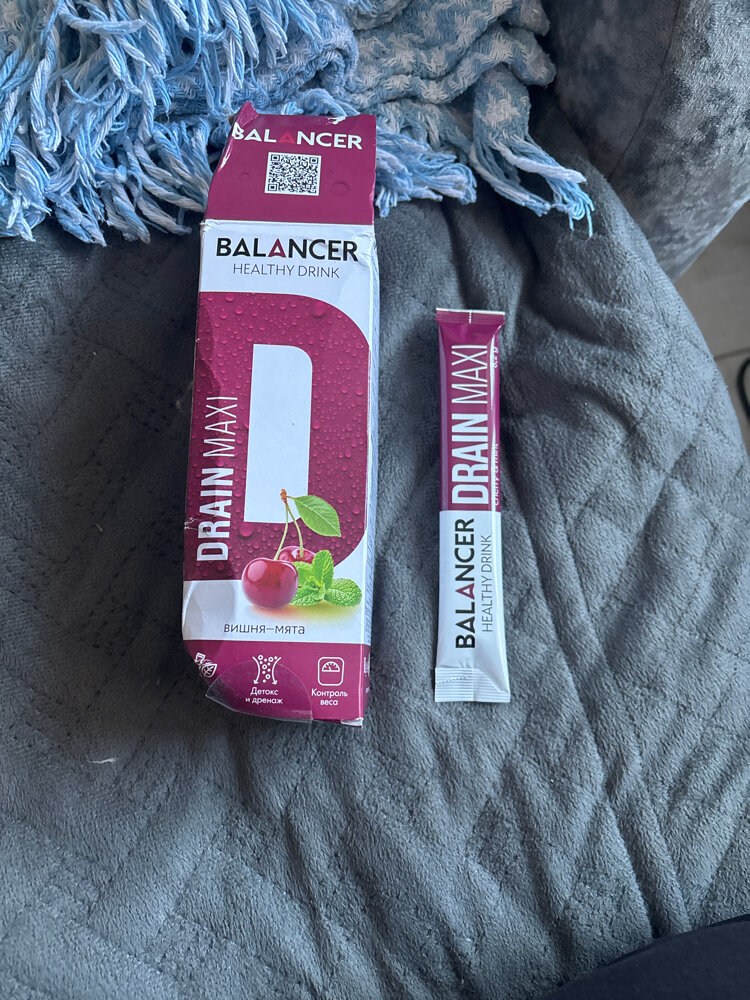 BALANCER
BALANCER
HEALTHY DRINK
DRAIN MAXI
вишня–мята
Детокс
и дренаж
Контроль
веса
DRAIN MAXI
BALANCER
HEALTHY DRINK